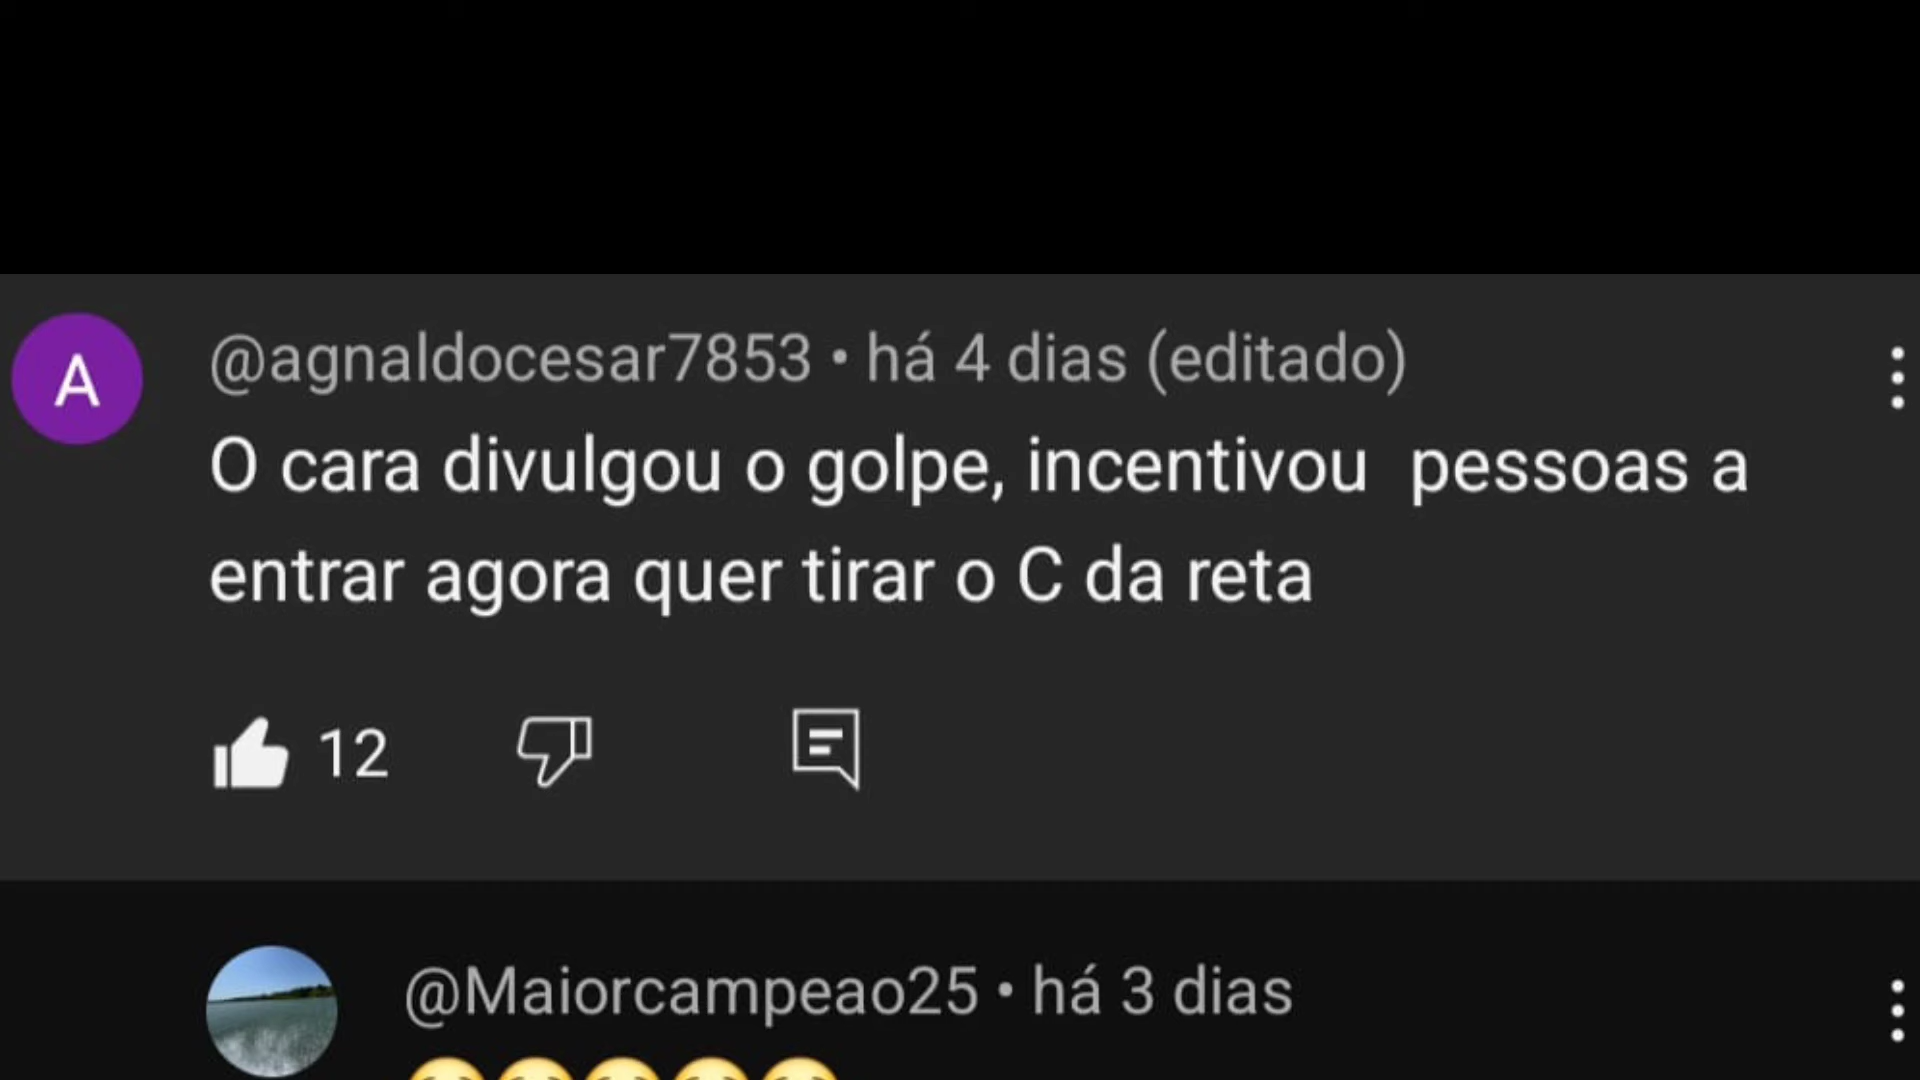 A
@agnaldocesar7853 • há 4 dias (editado)
O cara divulgou o golpe, incentivou  pessoas a
entrar agora quer tirar o C da reta
12
@Maiorcampeao25 • há 3 dias